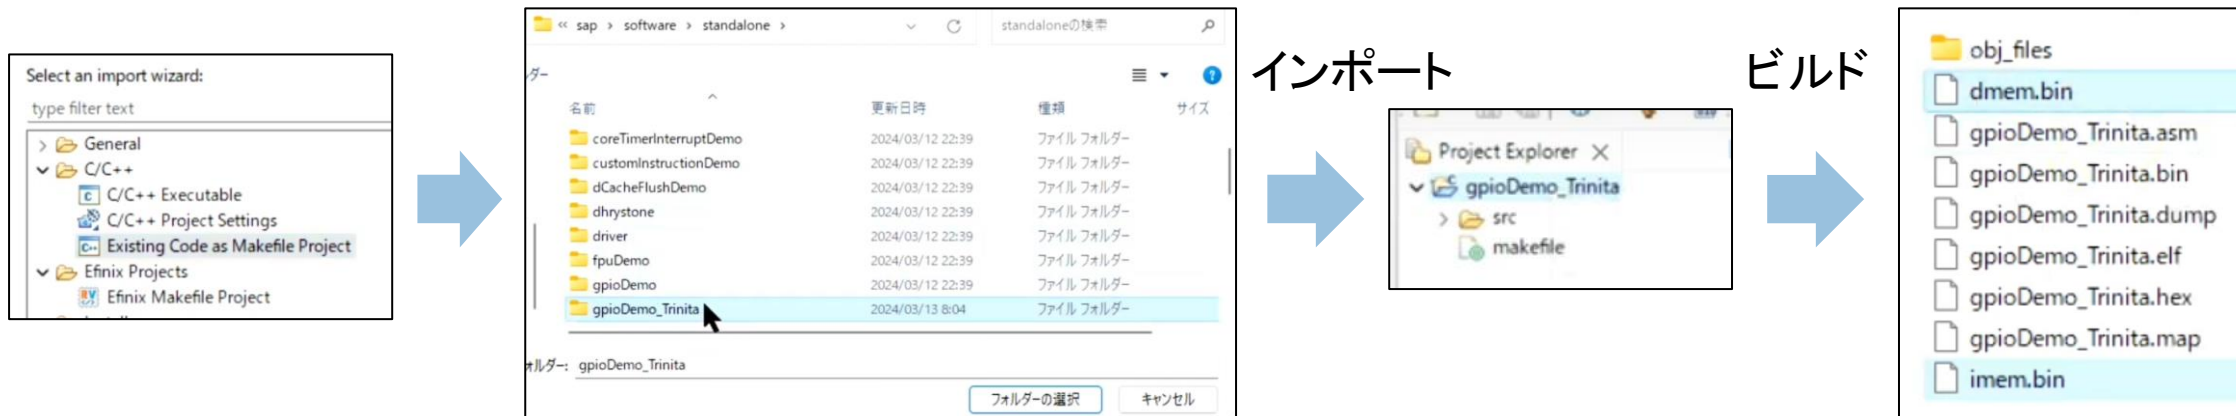 Select an import wizard:
type filter text
General
C/C++
C/C++ Executable
C/C++ Project Settings
Existing Code as Makefile Project
Efinix Projects
Efinix Makefile Project
« sap > software > standalone >
standaloneの検索
ダー
名前 更新日時 種類 サイズ
coreTimerInterruptDemo 2024/03/12 22:39 ファイル フォルダー
customInstructionDemo 2024/03/12 22:39 ファイル フォルダー
dCacheFlushDemo 2024/03/12 22:39 ファイル フォルダー
dhrystone 2024/03/12 22:39 ファイル フォルダー
driver 2024/03/12 22:39 ファイル フォルダー
fpuDemo 2024/03/12 22:39 ファイル フォルダー
gpioDemo 2024/03/12 22:39 ファイル フォルダー
gpioDemo_Trinita 2024/03/13 8:04 ファイル フォルダー
ォルダー: gpioDemo_Trinita
フォルダーの選択 キャンセル
インポート
Project Explorer
gpioDemo_Trinita
src
makefile
ビルド
obj_files
dmem.bin
gpioDemo_Trinita.asm
gpioDemo_Trinita.bin
gpioDemo_Trinita.dump
gpioDemo_Trinita.elf
gpioDemo_Trinita.hex
gpioDemo_Trinita.map
imem.bin